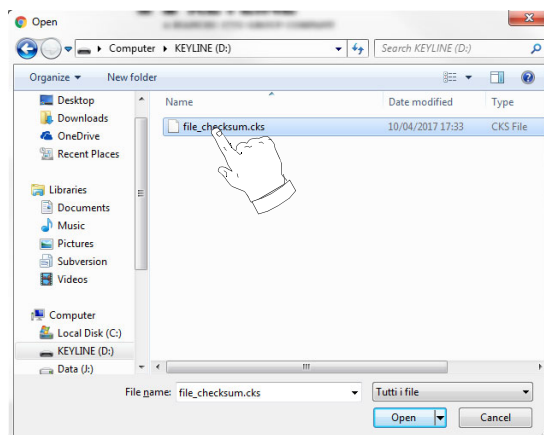 Open
Computer KEYLINE (D:) Search KEYLINE (D:)
Organize New folder
Desktop
Downloads
OneDrive
Recent Places
Libraries
Documents
Music
Pictures
Subversion
Videos
Computer
Local Disk (C:)
KEYLINE (D:)
Data (J:)
Name Date modified Type
file_checksum.cks 10/04/2017 17:33 CKS File
File name: file_checksum.cks Tutti i file
Open Cancel